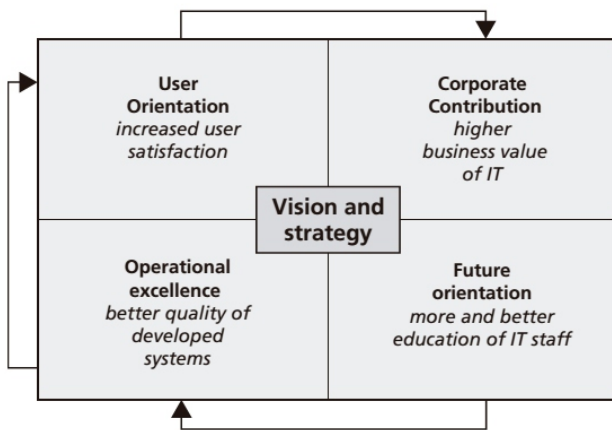 User
Orientation
increased user
satisfaction
Corporate
Contribution
higher
business value
of IT
Vision and
strategy
Operational
excellence
better quality of
developed
systems
Future
orientation
more and better
education of IT staff